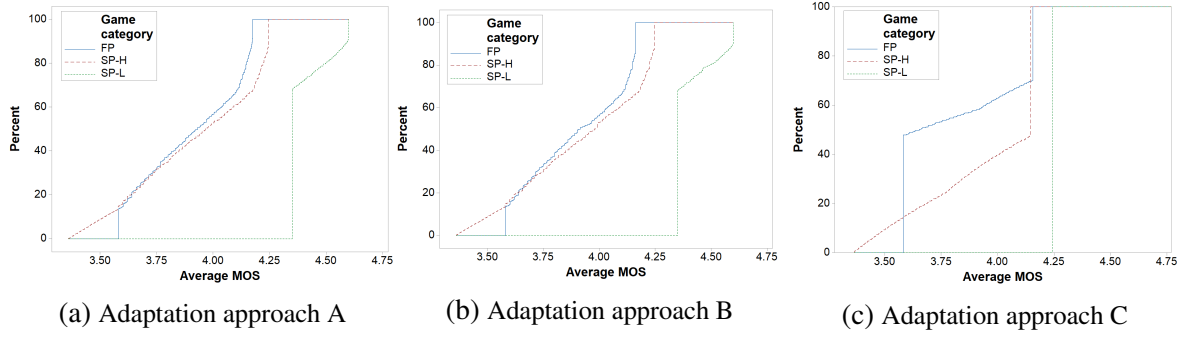 Game
category
FP
SP-H
SP-L
Percent
100
80
60
40
20
0
3.50
3.75
4.00
4.25
4.50
4.75
Average MOS
(a) Adaptation approach A
Game
category
FP
SP-H
SP-L
Percent
100
80
60
40
20
0
3.50
3.75
4.00
4.25
4.50
4.75
Average MOS
(b) Adaptation approach B
Game
category
FP
SP-H
SP-L
Percent
100
80
60
40
20
0
3.50
3.75
4.00
4.25
4.50
4.75
Average MOS
(c) Adaptation approach C